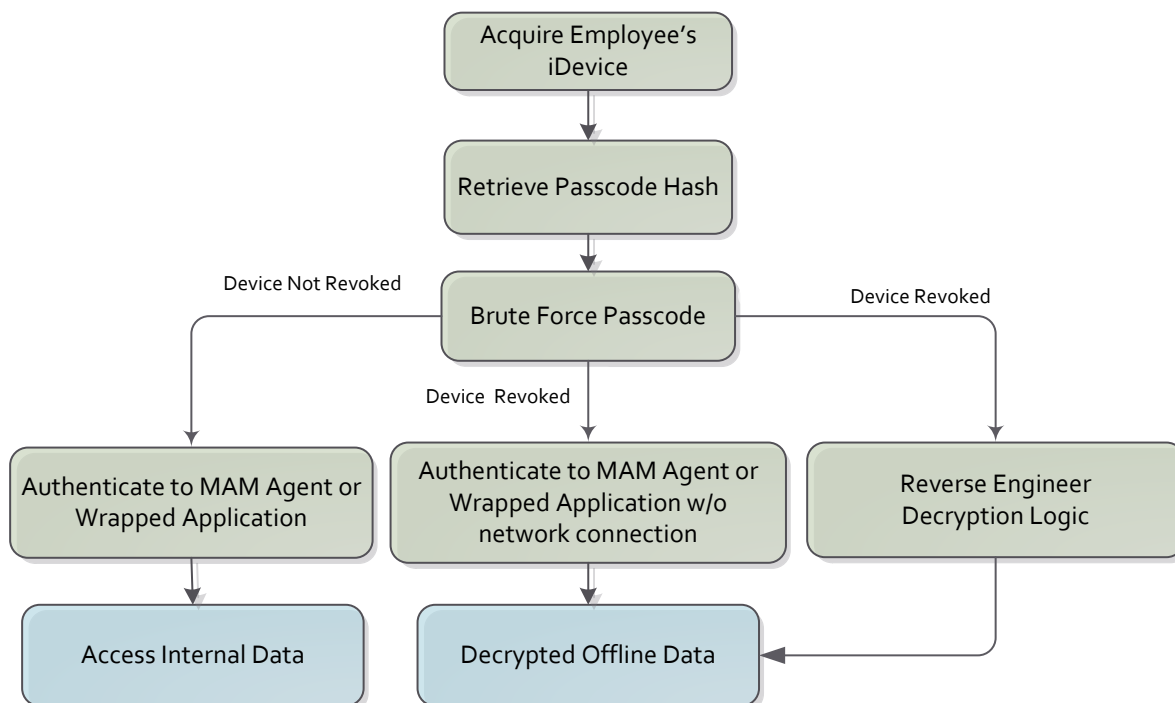 Acquire Employee's
iDevice
Retrieve Passcode Hash
Device Not Revoked
Device Revoked
Brute Force Passcode
Device  Revoked
Authenticate to MAM Agent or
Wrapped Application
Authenticate to MAM Agent or
Wrapped Application w/o
network connection
Reverse Engineer
Decryption Logic
Access Internal Data
Decrypted Offline Data